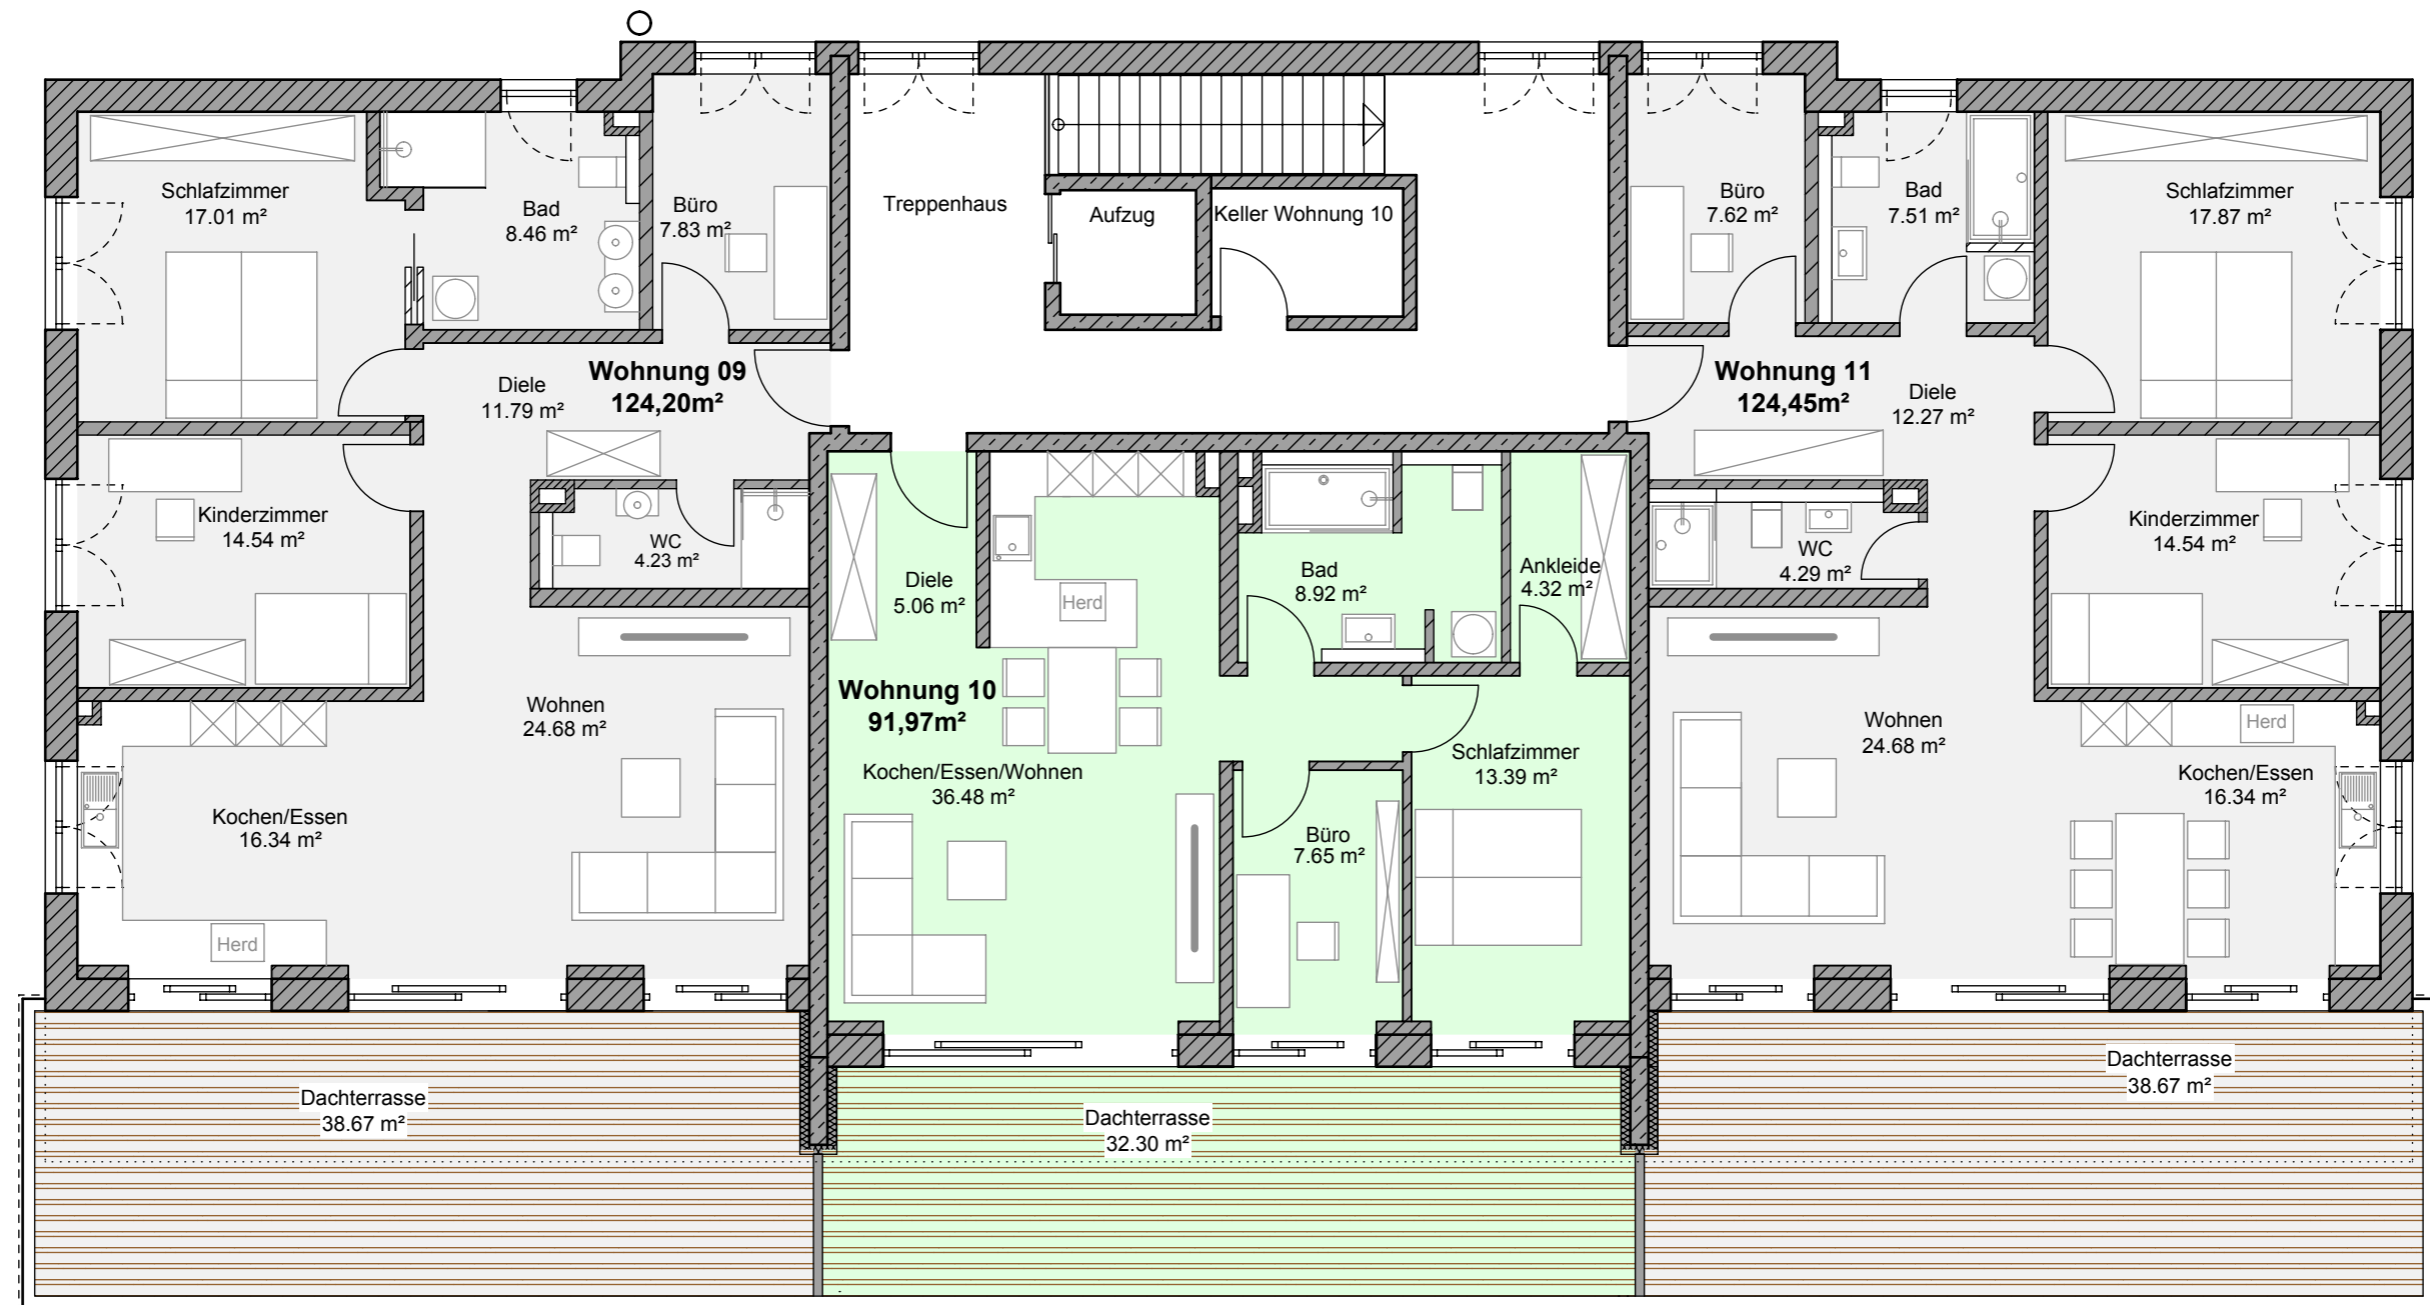 Schlafzimmer
17.01 m²
Bad
8.46 m²
Büro
7.83 m²
Treppenhaus
Aufzug
Keller Wohnung 10
Büro
7.62 m²
Bad
7.51 m²
Schlafzimmer
17.87 m²
Diele
11.79 m²
Wohnung 09
124,20m²
Wohnung 11
124,45m²
Diele
12.27 m²
Kinderzimmer
14.54 m²
WC
4.23 m²
Diele
5.06 m²
Herd
Bad
8.92 m²
Ankleide
4.32 m²
WC
4.29 m²
Kinderzimmer
14.54 m²
Wohnen
24.68 m²
Wohnung 10
91,97m²
Kochen/Essen/Wohnen
36.48 m²
Schlafzimmer
13.39 m²
Wohnen
24.68 m²
Herd
Kochen/Essen
16.34 m²
Kochen/Essen
16.34 m²
Büro
7.65 m²
Herd
Dachterrasse
38.67 m²
Dachterrasse
32.30 m²
Dachterrasse
38.67 m²